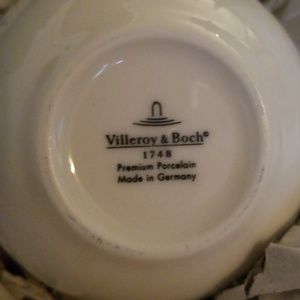 Villeroy & Boch©
1748
Premium Porcelain
Made in Germany